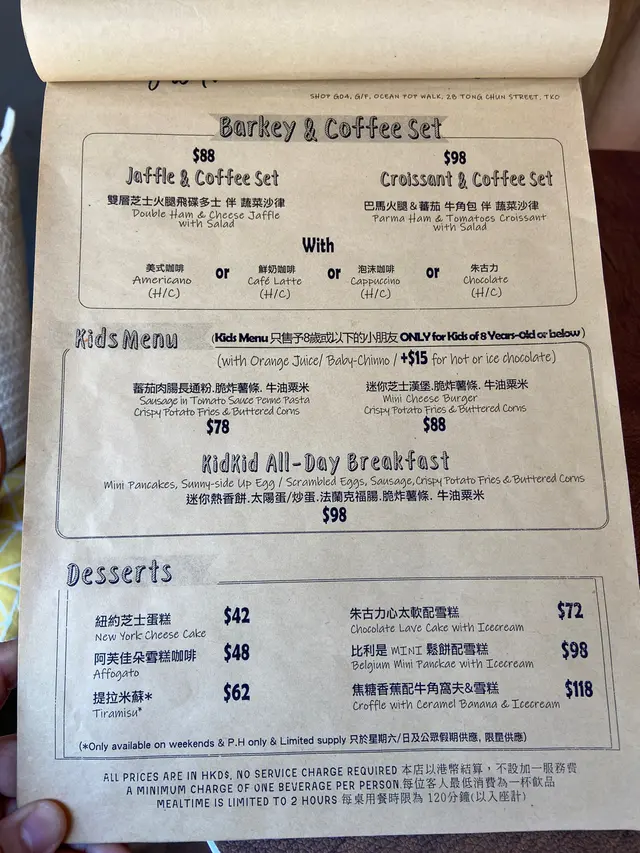 SHOP G04, G/F, OCEAN POP WALK, 28 TONG CHUN STREET, TKO
Barkey & Coffee Set
$88
Jaffle & Coffee Set
雙層芝士火腿飛碟多士 伴 蔬菜沙律
Double Ham & Cheese Jaffle
with Salad
$98
Croissant & Coffee Set
巴馬火腿&蕃茄 牛角包 伴 蔬菜沙律
Parma Ham & Tomatoes Croissant
with Salad
With
美式咖啡
Americano
(H/C)
or
鮮奶咖啡
Café Latte
(H/C)
or
泡沫咖啡
Cappuccino
(H/C)
or
朱古力
Chocolate
(H/C)
Kids Menu
(Kids Menu 只售予8歲或以下的小朋友 ONLY for Kids of 8 Years-Old or below)
(with Orange Juice/ Baby-Chinno / +$15 for hot or ice chocolate)
蕃茄肉腸長通粉.脆炸薯條. 牛油粟米
Sausage in Tomato Sauce Penne Pasta
Crispy Potato Fries & Buttered Corns
$78
迷你芝士漢堡.脆炸薯條. 牛油粟米
Mini Cheese Burger
Crispy Potato Fries & Buttered Corns
$88
KidKid All-Day Breakfast
Mini Pancakes, Sunny-side Up Egg / Scrambled Eggs, Sausage, Crispy Potato Fries & Buttered Corns
迷你熱香餅.太陽蛋/炒蛋.法蘭克福腸.脆炸薯條. 牛油粟米
$98
Desserts
紐約芝士蛋糕 $42
New York Cheese Cake
阿芙佳朵雪糕咖啡 $48
Affogato
提拉米蘇* $62
Tiramisu*
朱古力心太軟配雪糕 $72
Chocolate Lave Cake with Icecream
比利是 MINI 鬆餅配雪糕 $98
Belgium Mini Panckae with Icecream
焦糖香蕉配牛角窩夫&雪糕 $118
Croffle with Ceramel Banana & Icecream
(*Only available on weekends & P.H only & Limited supply 只於星期六/日及公眾假期供應, 限罷供應)
ALL PRICES ARE IN HKD$, NO SERVICE CHARGE REQUIRED 本店以港幣結算，不設加一服務費
A MINIMUM CHARGE OF ONE BEVERAGE PER PERSON.每位客人最低消費為一杯飲品
MEALTIME IS LIMITED TO 2 HOURS 每桌用餐時限為 120分鐘(以入座計)